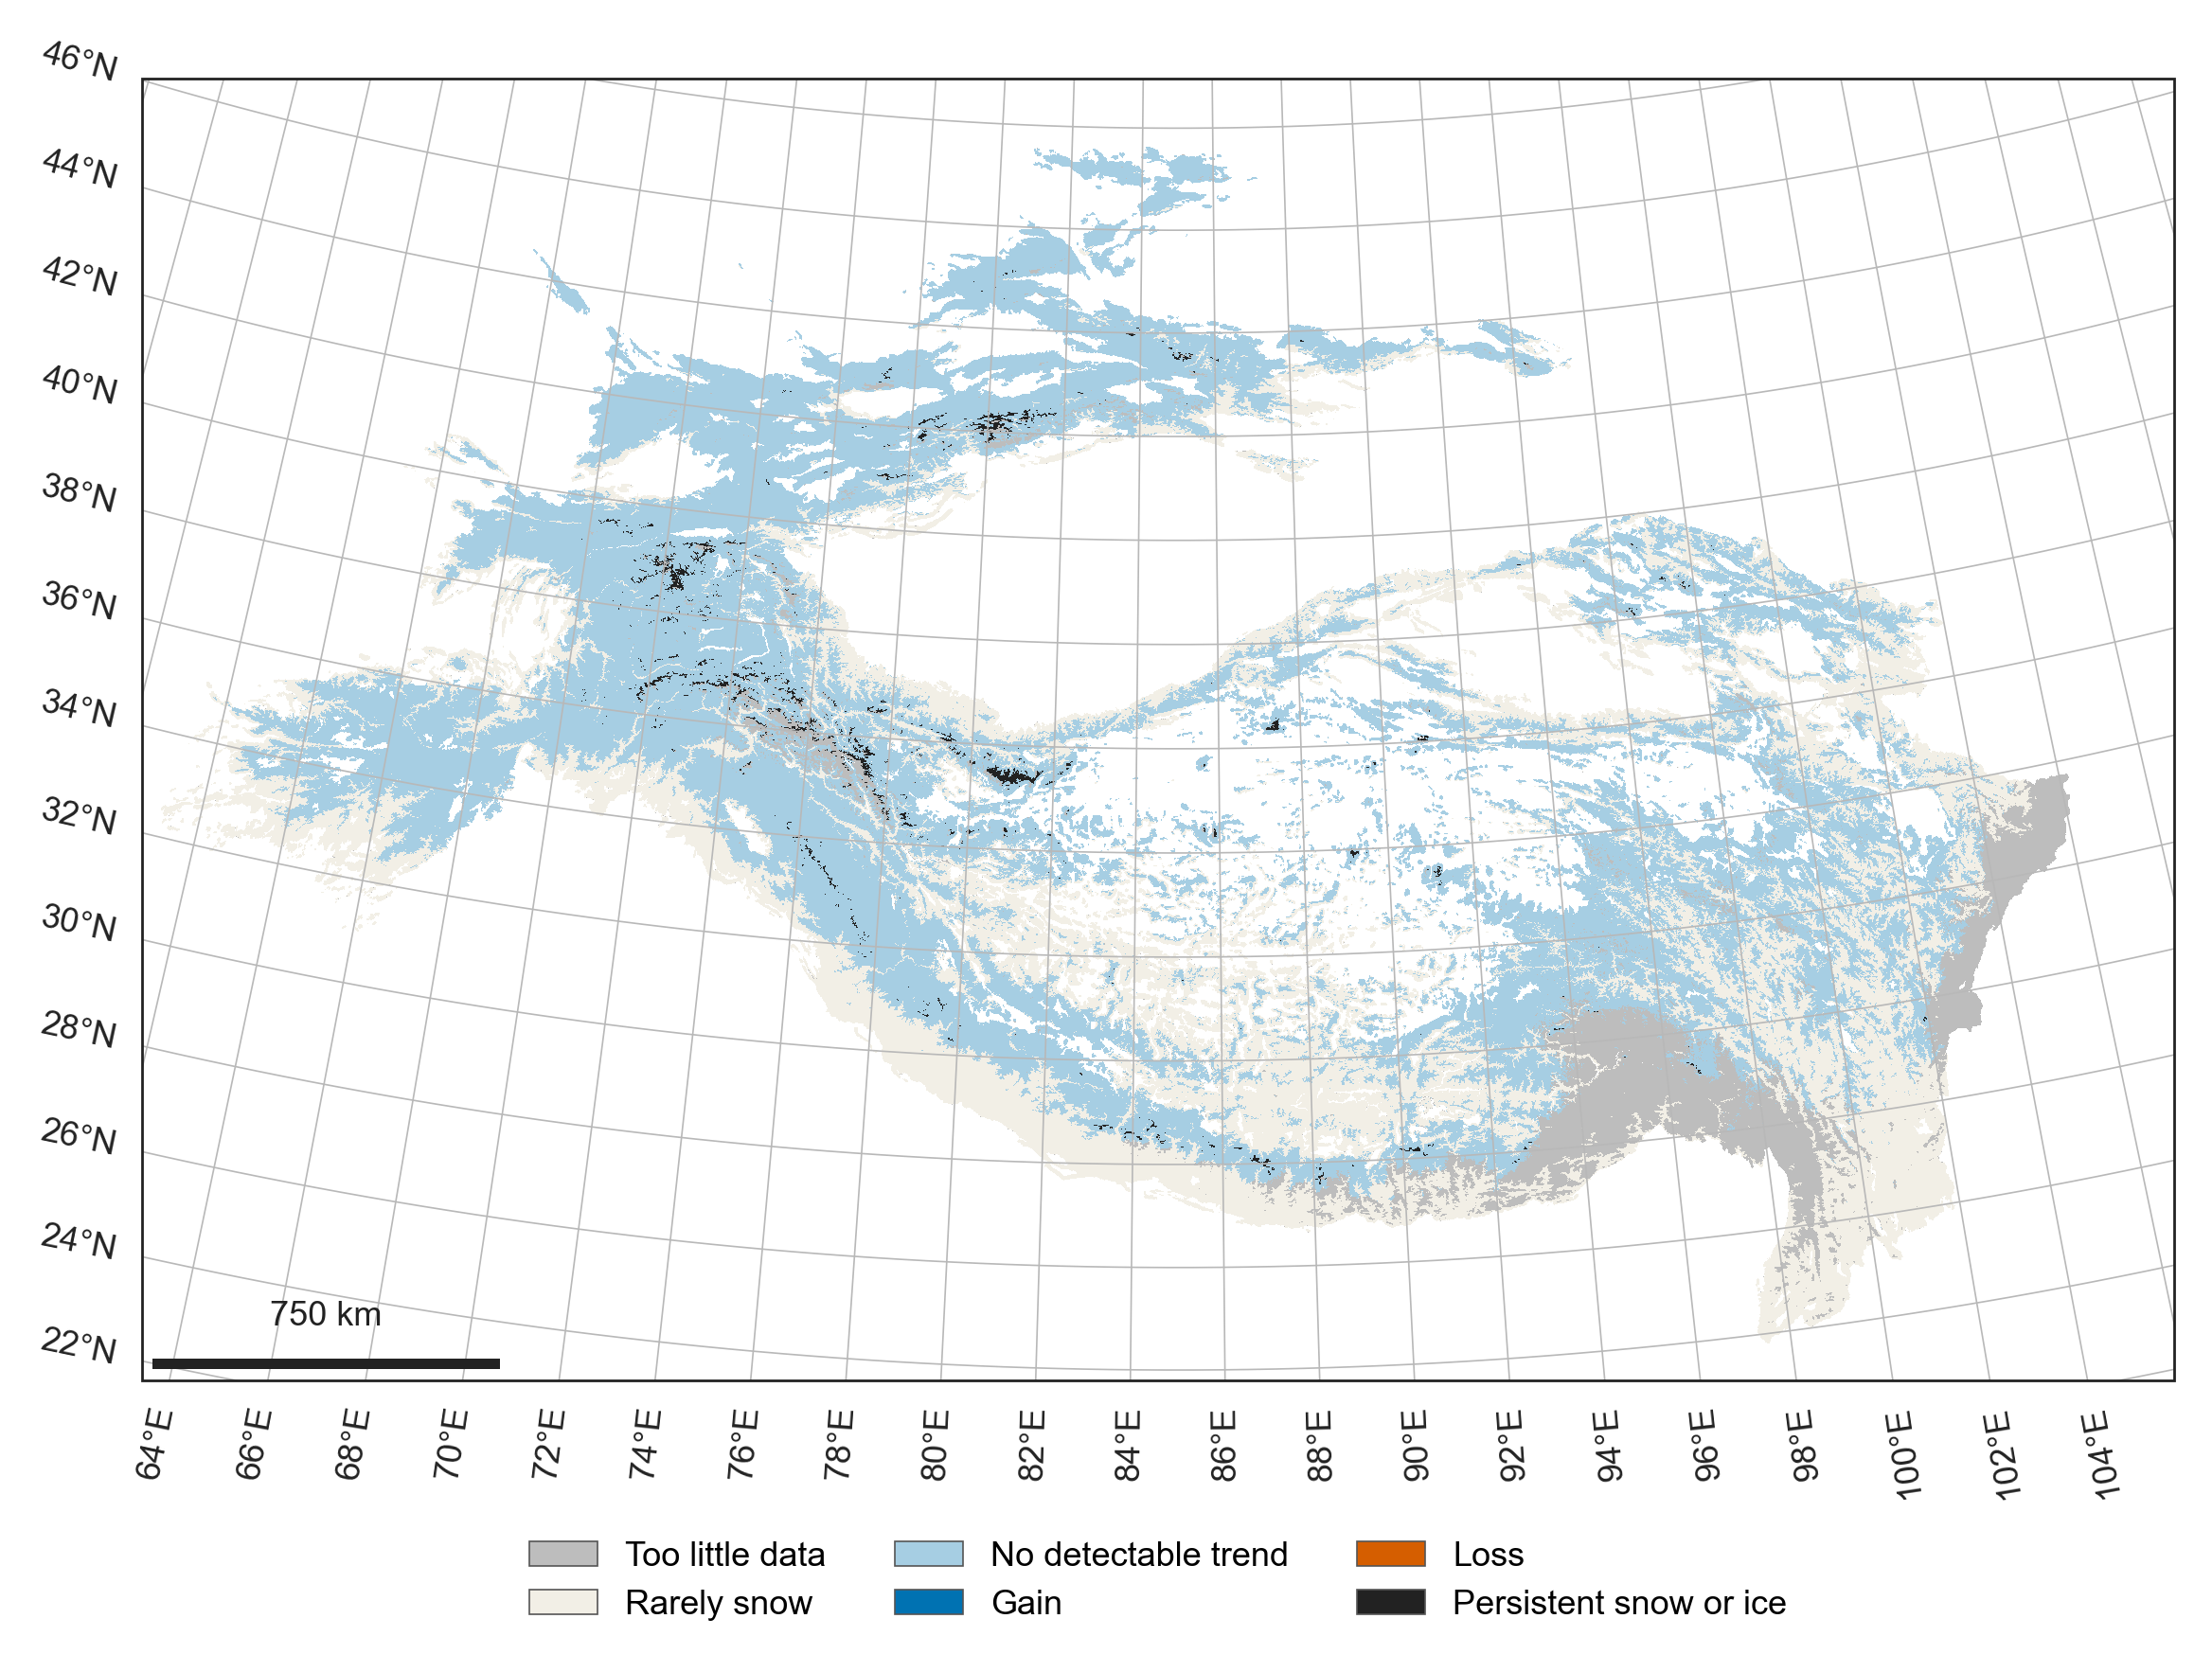 46°N
44°N
42°N
40°N
38°N
36°N
34°N
32°N
30°N
28°N
26°N
24°N
22°N
750 km
64°E 66°E 68°E 70°E 72°E 74°E 76°E 78°E 80°E 82°E 84°E 86°E 88°E 90°E 92°E 94°E 96°E 98°E 100°E 102°E 104°E
Too little data No detectable trend Loss
Rarely snow Gain Persistent snow or ice